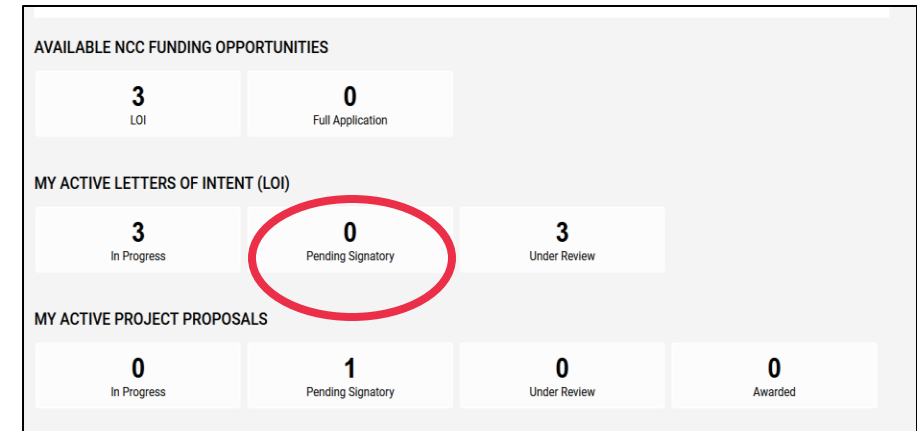 AVAILABLE NCC FUNDING OPPORTUNITIES
3 0
LOI Full Application
MY ACTIVE LETTERS OF INTENT (LOI)
3 0 3
In Progress Pending Signatory Under Review
MY ACTIVE PROJECT PROPOSALS
0 1 0 0
In Progress Pending Signatory Under Review Awarded